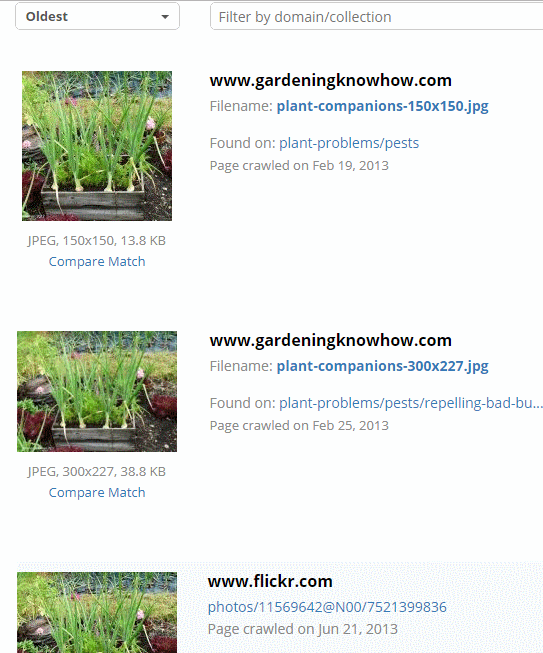 Oldest
Filter by domain/collection
www.gardeningknowhow.com
Filename: plant-companions-150x150.jpg
Found on: plant-problems/pests
Page crawled on Feb 19, 2013
JPEG, 150x150, 13.8 KB
Compare Match
www.gardeningknowhow.com
Filename: plant-companions-300x227.jpg
Found on: plant-problems/pests/repelling-bad-bu...
Page crawled on Feb 25, 2013
JPEG, 300x227, 38.8 KB
Compare Match
www.flickr.com
photos/11569642@N00/7521399836
Page crawled on Jun 21, 2013